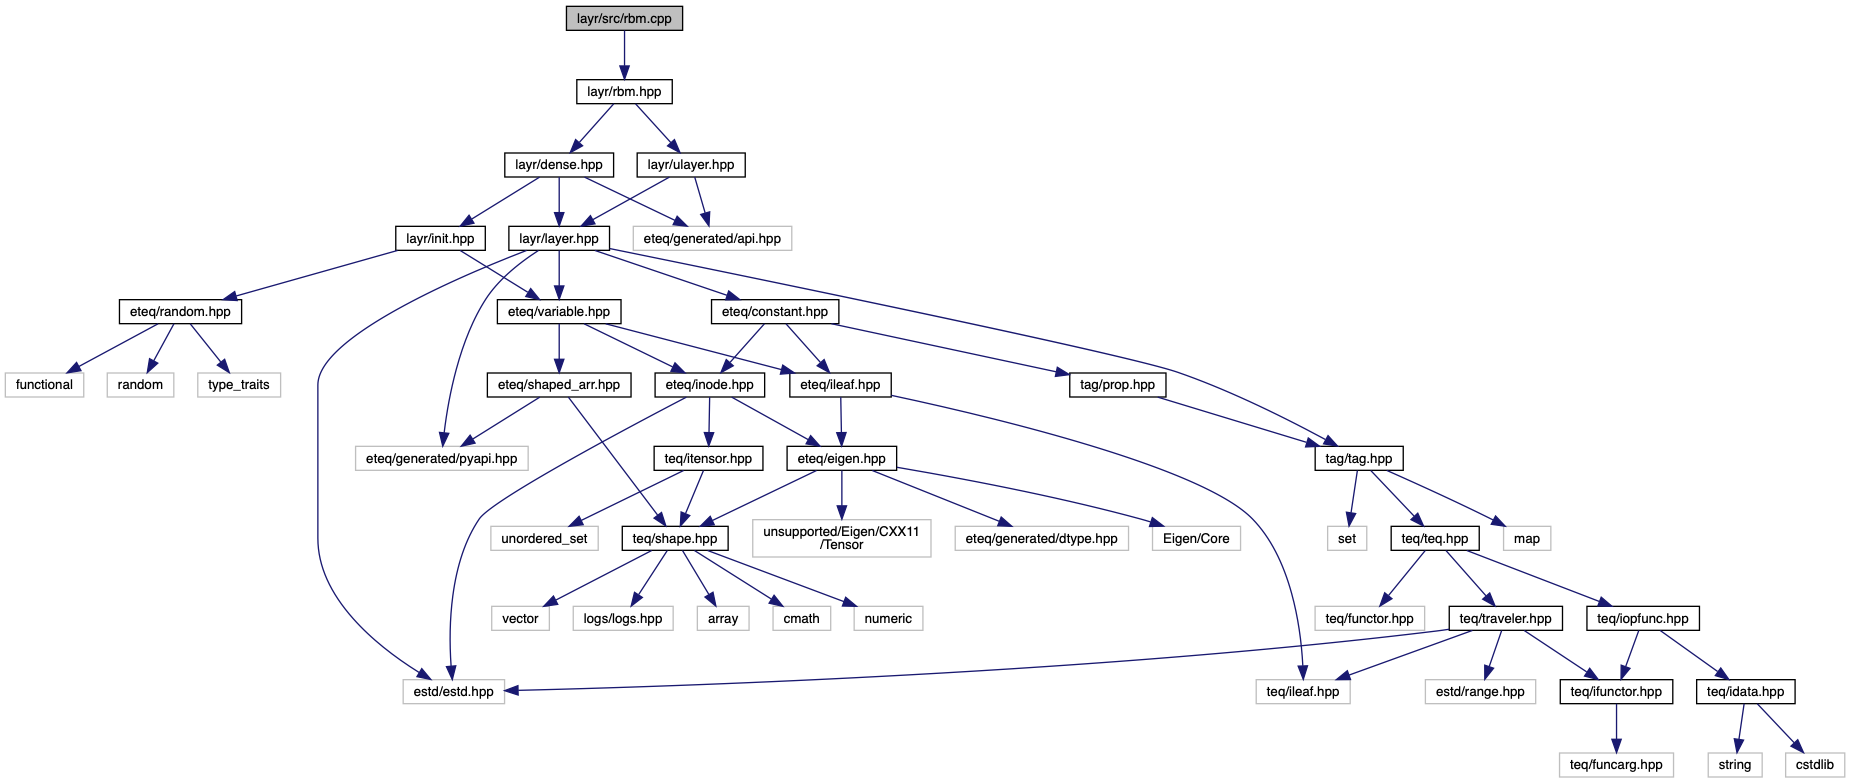 layr/src/rbm.cpp
layr/rbm.hpp
layr/dense.hpp
layr/ulayer.hpp
layr/init.hpp
layr/layer.hpp
eteq/generated/api.hpp
eteq/random.hpp
eteq/variable.hpp
eteq/constant.hpp
functional
random
type_traits
eteq/shaped_arr.hpp
eteq/inode.hpp
eteq/ileaf.hpp
tag/prop.hpp
eteq/generated/pyapi.hpp
teq/itensor.hpp
eteq/eigen.hpp
tag/tag.hpp
unordered_set
teq/shape.hpp
unsupported/Eigen/CXX11
/Tensor
eteq/generated/dtype.hpp
Eigen/Core
set
teq/teq.hpp
map
vector
logs/logs.hpp
array
cmath
numeric
teq/functor.hpp
teq/traveler.hpp
teq/iopfunc.hpp
estd/estd.hpp
teq/ileaf.hpp
estd/range.hpp
teq/ifunctor.hpp
teq/idata.hpp
teq/funcarg.hpp
string
cstdlib